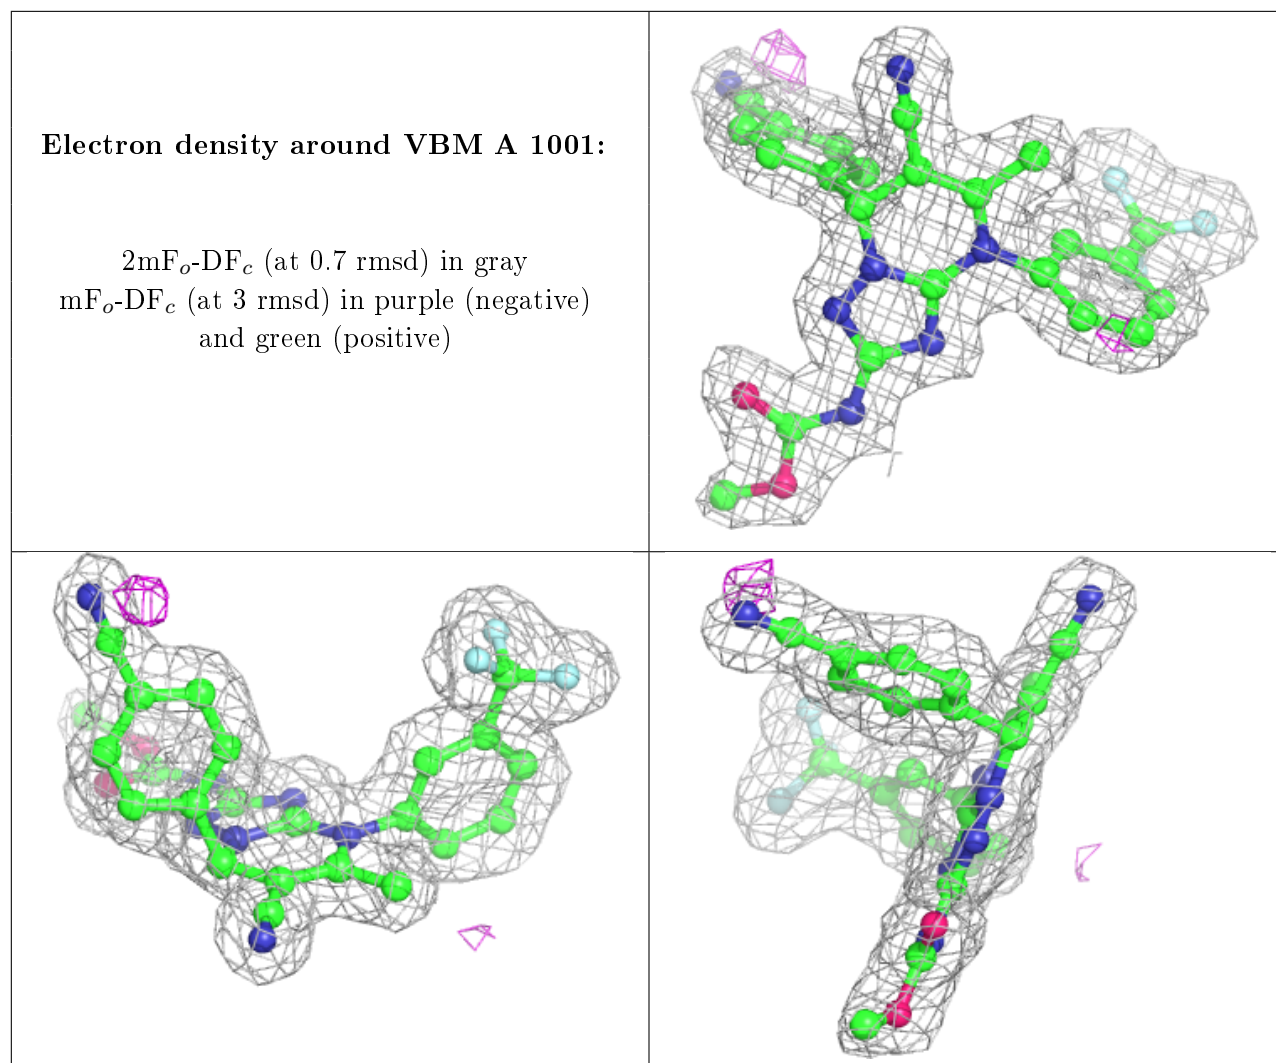 Electron density around VBM A 1001:
2mFo-DFc (at 0.7 rmsd) in gray
mFo-DFc (at 3 rmsd) in purple (negative)
and green (positive)